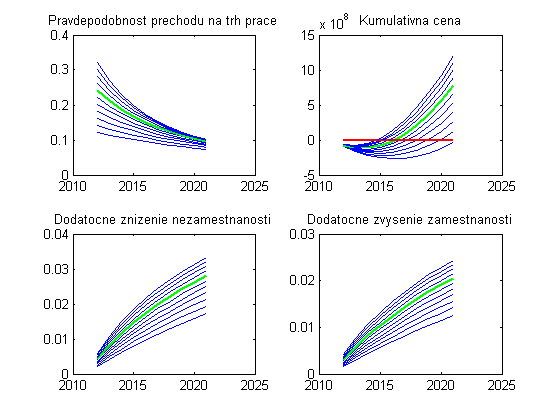 Pravdepodobnost prechodu na trh prace
0.4
0.3
0.2
0.1
0
2010 2015 2020 2025
x 10^8 Kumulativna cena
15
10
5
0
-5
2010 2015 2020 2025
Dodatocne znizenie nezamestnanosti
0.04
0.03
0.02
0.01
0
2010 2015 2020 2025
Dodatocne zvysenie zamestnanosti
0.03
0.02
0.01
0
2010 2015 2020 2025